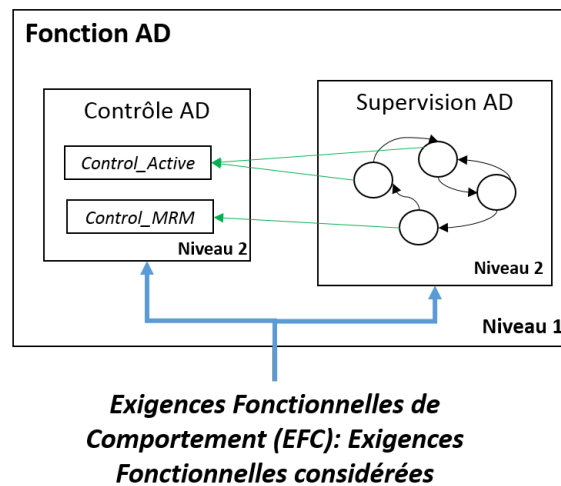 Fonction AD
Contrôle AD
Control_Active
Control_MRM
Niveau 2
Supervision AD
Niveau 2
Niveau 1
Exigences Fonctionnelles de
Comportement (EFC): Exigences
Fonctionnelles considérées